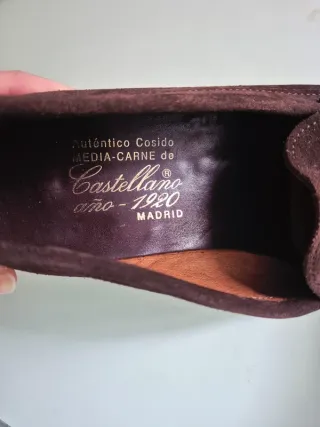 Auténtico Cosido
MEDIA-CARNE de
Castellano ®
año - 1920
MADRID